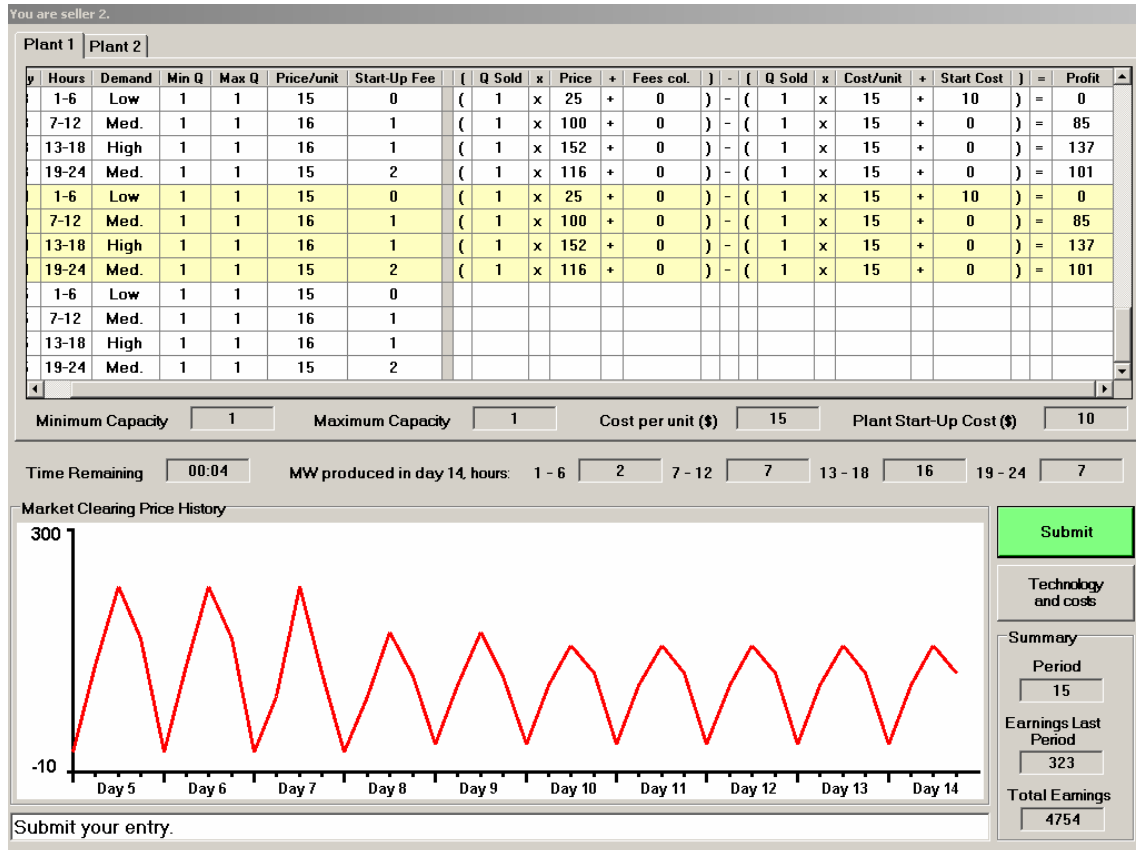 You are seller 2.
Plant 1 Plant 2
y Hours Demand Min Q Max Q Price/unit Start-Up Fee ( Q Sold x Price + Fees col. ) - ( Q Sold x Cost/unit + Start Cost ) = Profit
1-6 Low 1 1 15 0 ( 1 x 25 + 0 ) - ( 1 x 15 + 10 ) = 0
7-12 Med. 1 1 16 1 ( 1 x 100 + 0 ) - ( 1 x 15 + 0 ) = 85
13-18 High 1 1 16 1 ( 1 x 152 + 0 ) - ( 1 x 15 + 0 ) = 137
19-24 Med. 1 1 15 2 ( 1 x 116 + 0 ) - ( 1 x 15 + 0 ) = 101
1-6 Low 1 1 15 0 ( 1 x 25 + 0 ) - ( 1 x 15 + 10 ) = 0
7-12 Med. 1 1 16 1 ( 1 x 100 + 0 ) - ( 1 x 15 + 0 ) = 85
13-18 High 1 1 16 1 ( 1 x 152 + 0 ) - ( 1 x 15 + 0 ) = 137
19-24 Med. 1 1 15 2 ( 1 x 116 + 0 ) - ( 1 x 15 + 0 ) = 101
1-6 Low 1 1 15 0
7-12 Med. 1 1 16 1
13-18 High 1 1 16 1
19-24 Med. 1 1 15 2
Minimum Capacity 1 Maximum Capacity 1 Cost per unit ($) 15 Plant Start-Up Cost ($) 10
Time Remaining 00:04 MW produced in day 14, hours: 1 - 6 2 7 - 12 7 13 - 18 16 19 - 24 7
Market Clearing Price History
300
-10
Day 5 Day 6 Day 7 Day 8 Day 9 Day 10 Day 11 Day 12 Day 13 Day 14
Submit
Technology
and costs
Summary
Period
15
Earnings Last
Period
323
Total Earnings
4754
Submit your entry.